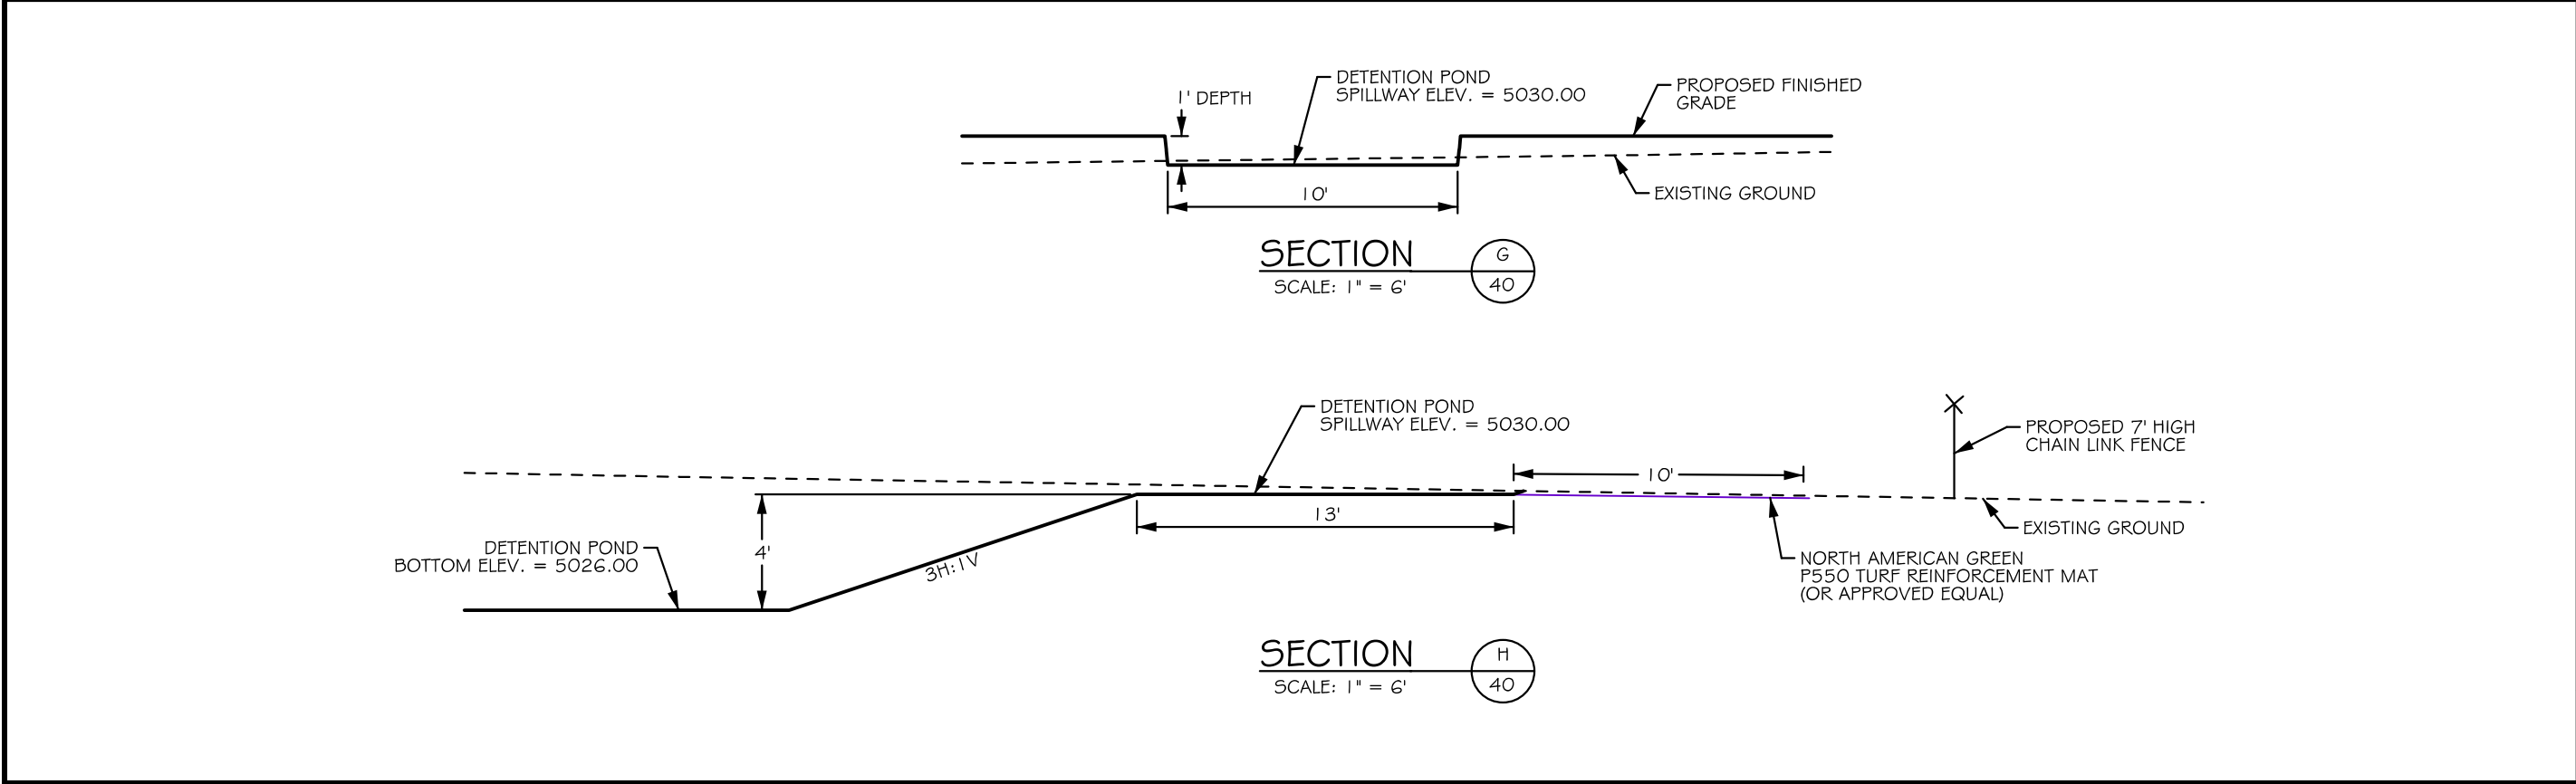 1' DEPTH
DETENTION POND
SPILLWAY ELEV. = 5030.00
PROPOSED FINISHED
GRADE
10'
EXISTING GROUND
SECTION
SCALE: 1" = 6'
G
40
DETENTION POND
SPILLWAY ELEV. = 5030.00
PROPOSED 7' HIGH
CHAIN LINK FENCE
10'
13'
EXISTING GROUND
DETENTION POND
BOTTOM ELEV. = 5026.00
4'
3H:1V
NORTH AMERICAN GREEN
P550 TURF REINFORCEMENT MAT
(OR APPROVED EQUAL)
SECTION
SCALE: 1" = 6'
H
40